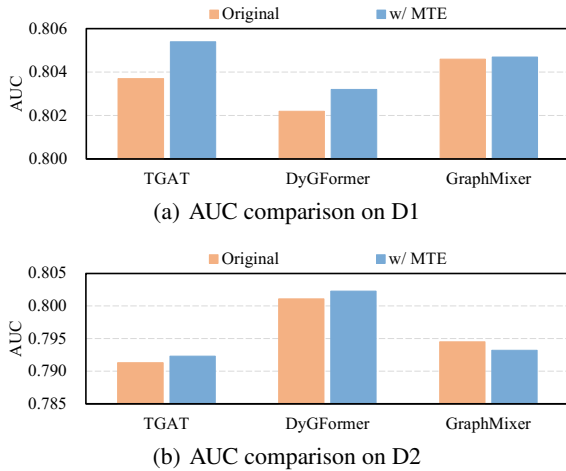 Original w/ MTE
AUC
0.806
0.804
0.802
0.800
TGAT DyGFormer GraphMixer
(a) AUC comparison on D1
Original w/ MTE
AUC
0.805
0.800
0.795
0.790
0.785
TGAT DyGFormer GraphMixer
(b) AUC comparison on D2